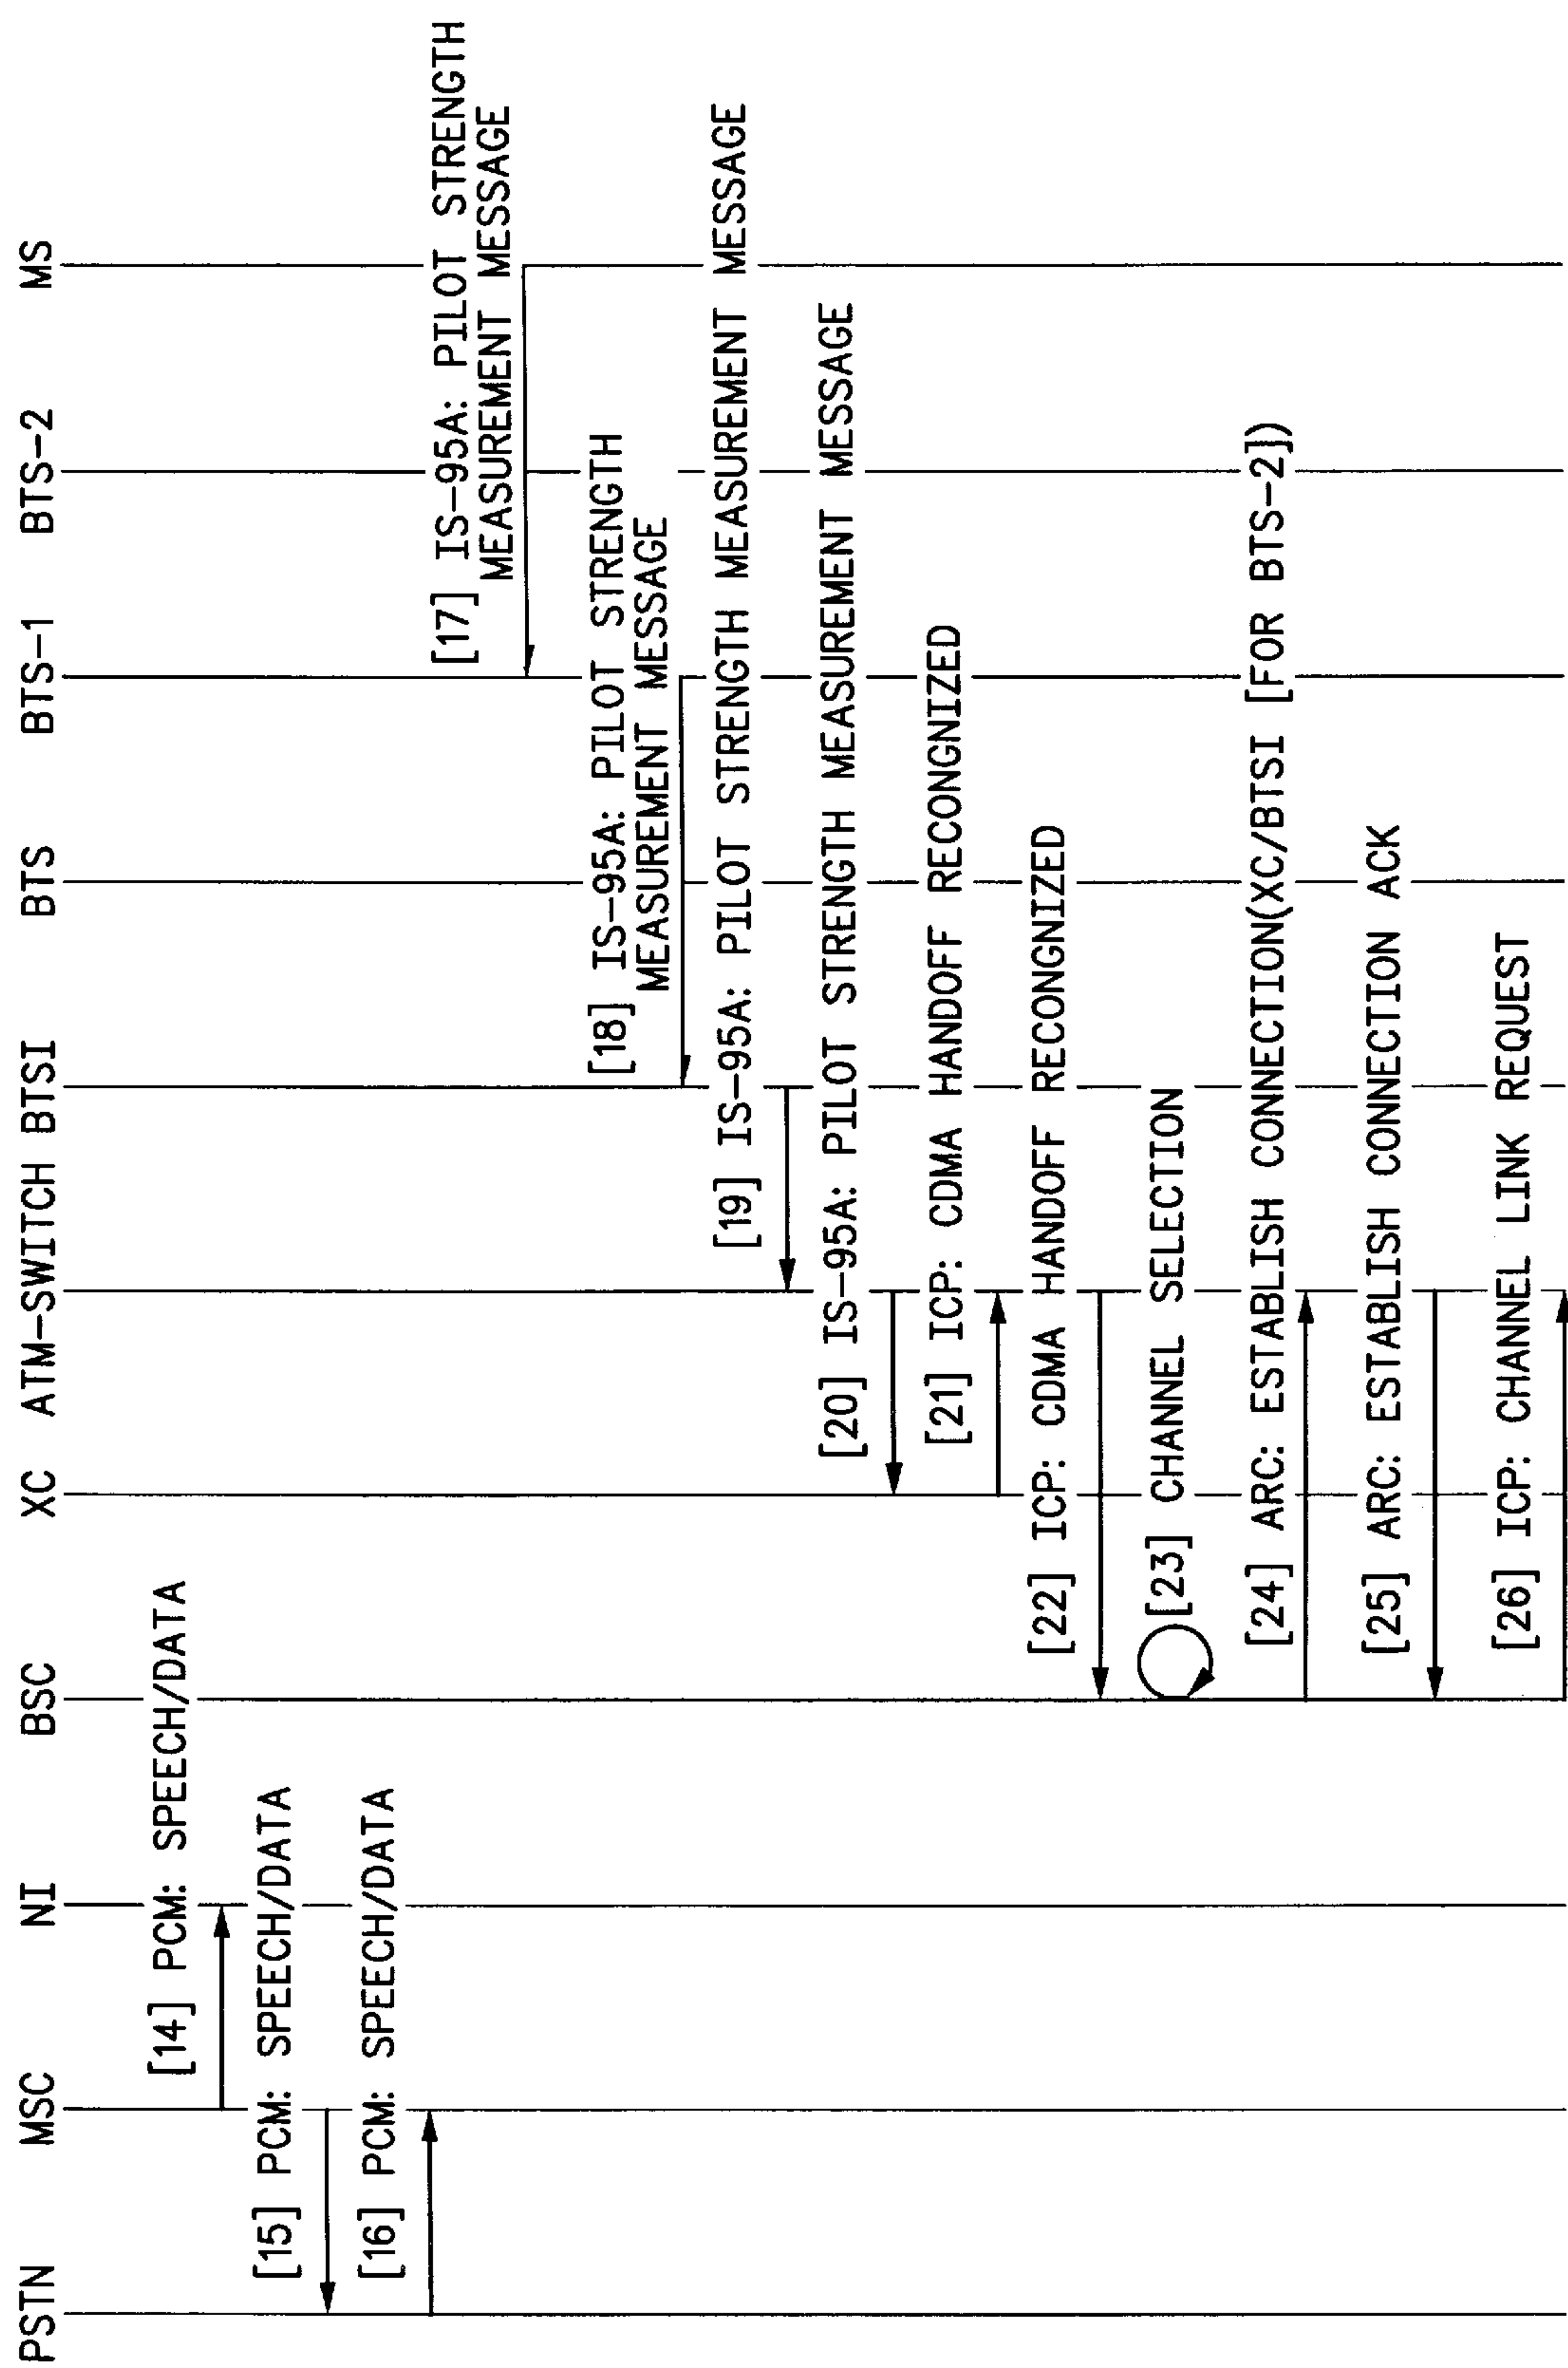 PSTN MSC NI BSC XC ATM-SWITCH BTSI BTS BTS-1 BTS-2 MS
[14] PCM: SPEECH/DATA
[15] PCM: SPEECH/DATA
[16] PCM: SPEECH/DATA
[17] IS-95A: PILOT STRENGTH
MEASUREMENT MESSAGE
[18] IS-95A: PILOT STRENGTH
MEASUREMENT MESSAGE
[19] IS-95A: PILOT STRENGTH MEASUREMENT MESSAGE
[20] IS-95A: PILOT STRENGTH MEASUREMENT MESSAGE
[21] ICP: CDMA HANDOFF RECONGNIZED
[22] ICP: CDMA HANDOFF RECONGNIZED
[23] CHANNEL SELECTION
[24] ARC: ESTABLISH CONNECTION(XC/BTSI [FOR BTS-2])
[25] ARC: ESTABLISH CONNECTION ACK
[26] ICP: CHANNEL LINK REQUEST